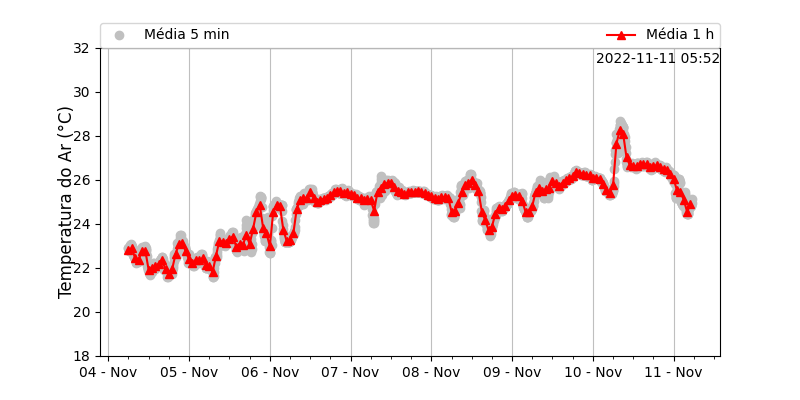 Média 5 min
Média 1 h
2022-11-11 05:52
Temperatura do Ar (°C)
32
30
28
26
24
22
20
18
04 - Nov
05 - Nov
06 - Nov
07 - Nov
08 - Nov
09 - Nov
10 - Nov
11 - Nov